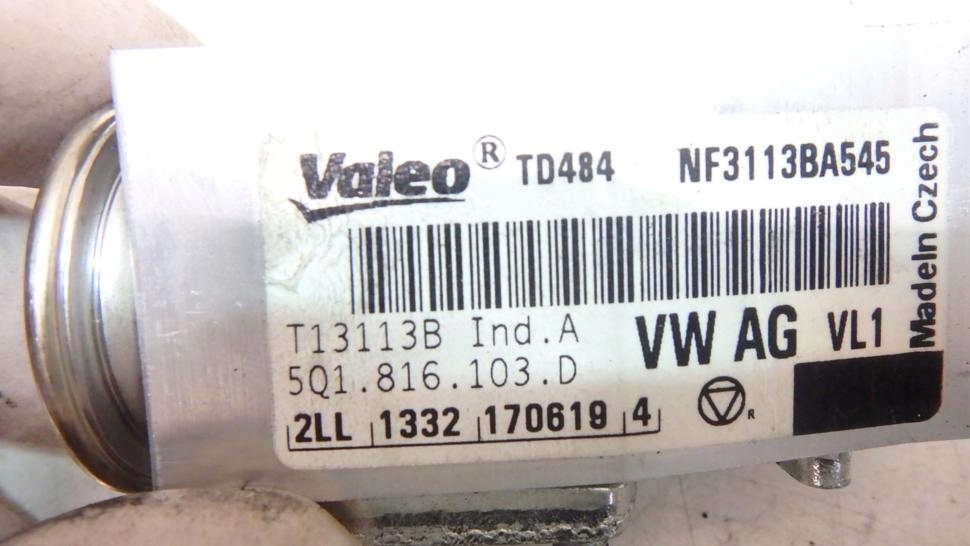 Valeo® TD484 NF3113BA545
T13113B Ind.A
5Q1.816.103.D
VW AG VL1
2LL 1332 170619 4
R
MadeIn Czech